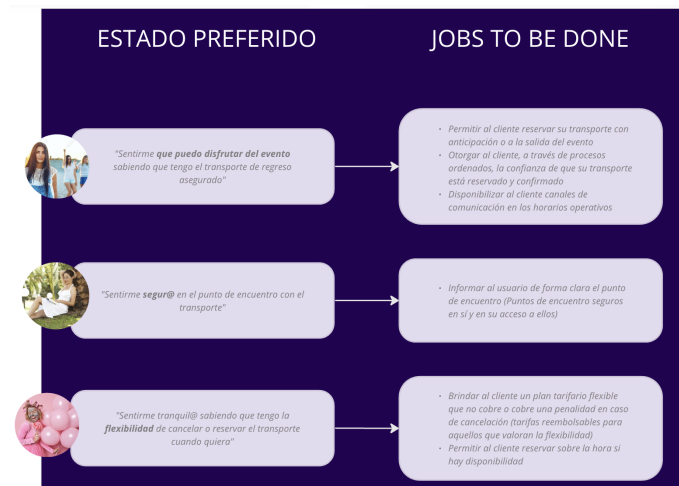 ESTADO PREFERIDO
JOBS TO BE DONE
"Sentirme que puedo disfrutar del evento
sabiendo que tengo el transporte de regreso
asegurado"
• Permitir al cliente reservar su transporte con
anticipación o a la salida del evento
• Otorgar al cliente, a través de procesos
ordenados, la confianza de que su transporte
está reservado y confirmado
• Disponibilizar al cliente canales de
comunicación en los horarios operativos
"Sentirme segur@ en el punto de encuentro con el
transporte"
• Informar al usuario de forma clara el punto
de encuentro (Puntos de encuentro seguros
en sí y en su acceso a ellos)
"Sentirme tranquil@ sabiendo que tengo la
flexibilidad de cancelar o reservar el transporte
cuando quiera"
• Brindar al cliente un plan tarifario flexible
que no cobre o cobre una penalidad en caso
de cancelación (tarifas reembolsables para
aquellos que valoran la flexibilidad)
• Permitir al cliente reservar sobre la hora si
hay disponibilidad